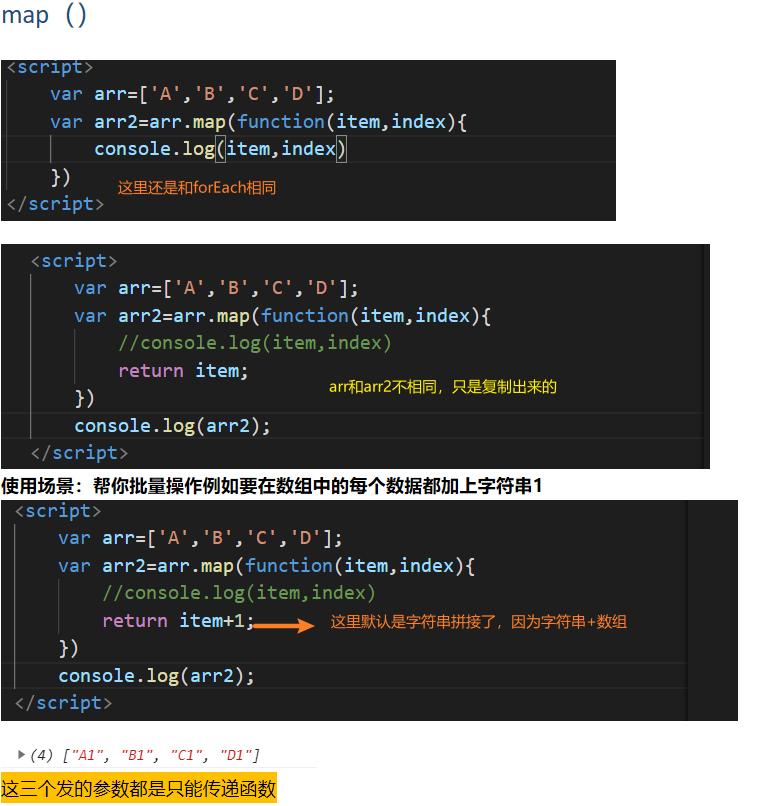 map（）
<script>
var arr=['A','B','C','D'];
var arr2=arr.map(function(item,index){
console.log(item,index)
})
这里还是和forEach相同
</script>
<script>
var arr=['A','B','C','D'];
var arr2=arr.map(function(item,index){
//console.log(item,index)
return item;
arr和arr2不相同，只是复制出来的
})
console.log(arr2);
</script>
使用场景：帮你批量操作例如要在数组中的每个数据都加上字符串1
<script>
var arr=['A','B','C','D'];
var arr2=arr.map(function(item,index){
//console.log(item,index)
return item+1; 这里默认是字符串拼接了，因为字符串+数组
})
console.log(arr2);
</script>
(4) ["A1", "B1", "C1", "D1"]
这三个发的参数都是只能传递函数